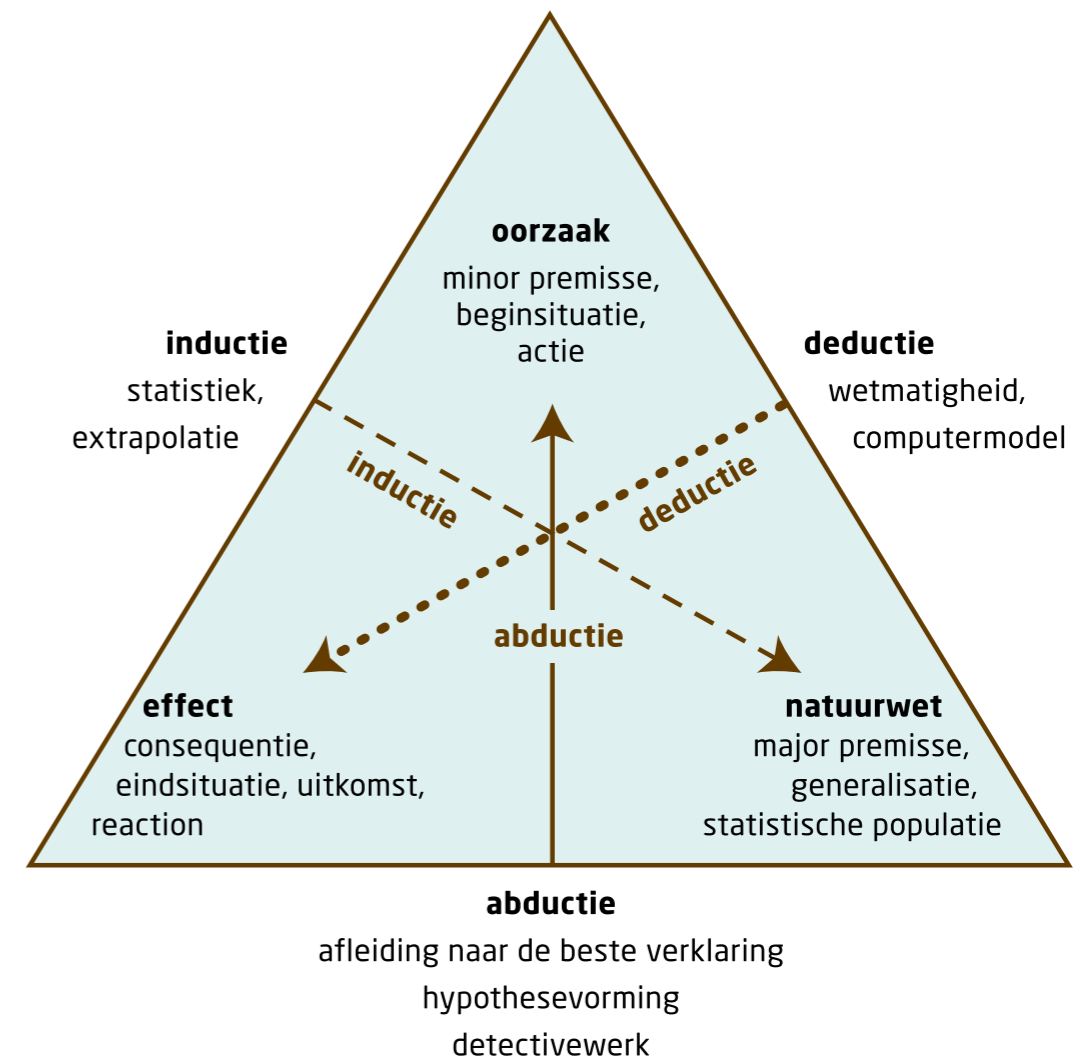 oorzaak
minor premisse,
beginsituatie,
actie
inductie
statistiek,
extrapolatie
deductie
wetmatigheid,
computermodel
inductie
deductie
abductie
effect
consequentie,
eindsituatie, uitkomst,
reaction
natuurwet
major premisse,
generalisatie,
statistische populatie
abductie
afleiding naar de beste verklaring
hypothesevorming
detectivewerk